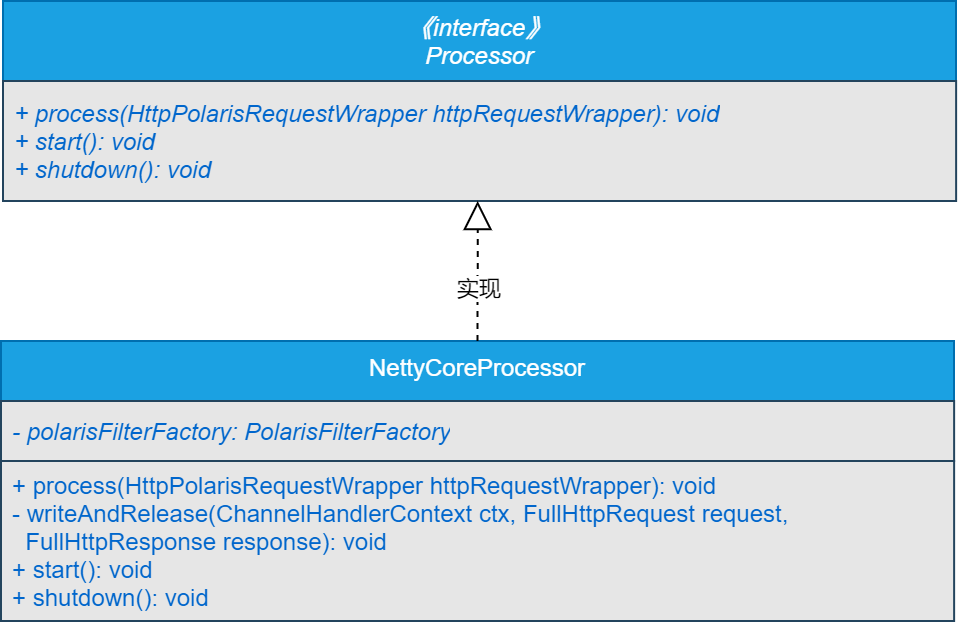 《interface》
Processor
+ process(HttpPolarisRequestWrapper httpRequestWrapper): void
+ start(): void
+ shutdown(): void
实现
NettyCoreProcessor
- polarisFilterFactory: PolarisFilterFactory
+ process(HttpPolarisRequestWrapper httpRequestWrapper): void
- writeAndRelease(ChannelHandlerContext ctx, FullHttpRequest request,
FullHttpResponse response): void
+ start(): void
+ shutdown(): void